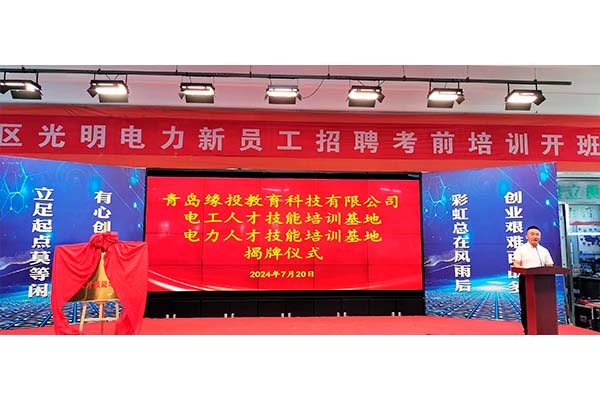 区光明电力新员工招聘考前培训开班
青岛缘投教育科技有限公司
电工人才技能培训基地
电力人才技能培训基地
揭牌仪式
2024年7月20日
有心创
立足起点莫等闲
创业艰难
彩虹总在风雨后